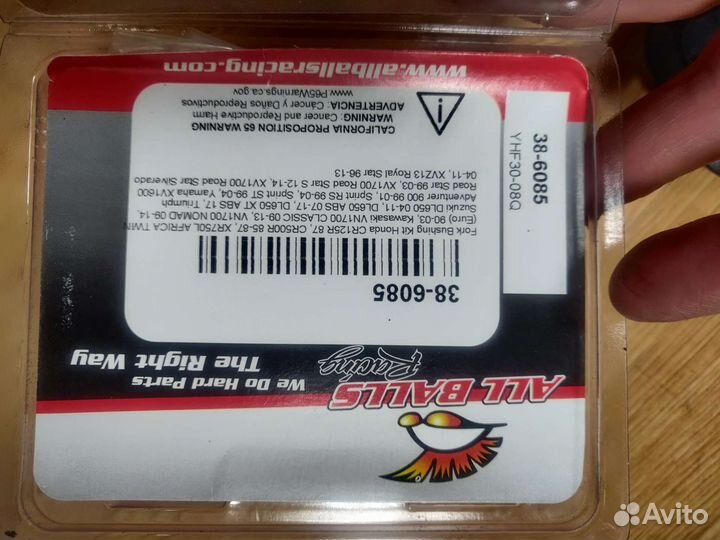 ALL BALLS
Racing
We Do Hard Parts
The Right Way
38-6085
Fork Bushing Kit Honda CR125R 87, CR500R 85-87, XR750L AFRICA TWIN
(Euro) 90-03, Kawasaki VN1700 CLASSIC 09-13, VN1700 NOMAD 09-14,
Suzuki DL650 04-11, DL650 ABS 07-17, DL650 XT ABS 17, Triumph
Adventurer 900 99-01, Sprint RS 99-04, Sprint ST 99-04, Yamaha XV1600
Road Star 99-03, XV1700 Road Star S 12-14, XV1700 Road Star Silverado
04-11, XVZ13 Royal Star 96-13
CALIFORNIA PROPOSITION 65 WARNING
WARNING: Cancer and Reproductive Harm
ADVERTENCIA: Cáncer y Daños Reproductivos
www.P65Warnings.ca.gov
www.allballsracing.com
38-6085
YHF30-08Q
Avito